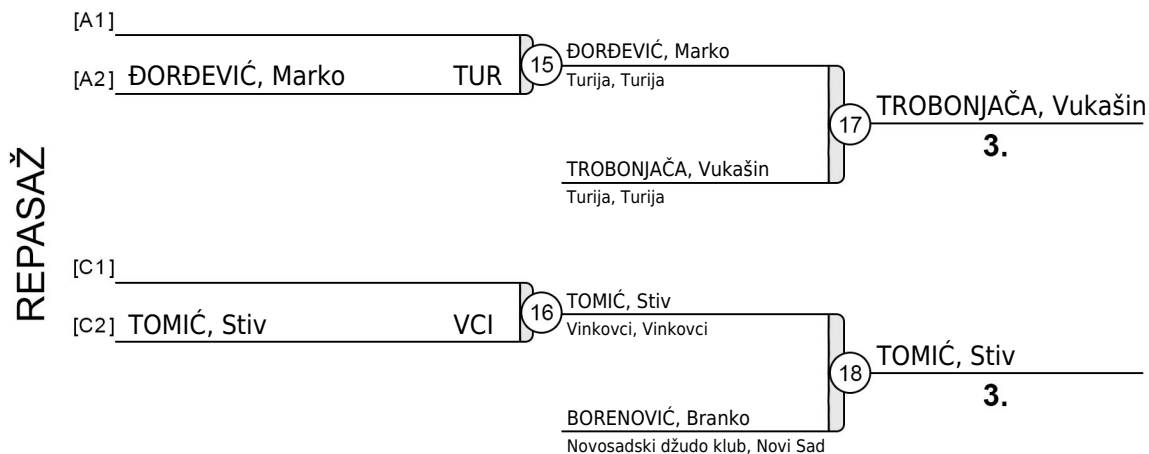 REPASAŽ
[A1]
[A2] ĐORĐEVIĆ, Marko TUR
15
ĐORĐEVIĆ, Marko
Turija, Turija
17
TROBONJAČA, Vukašin
3.
TROBONJAČA, Vukašin
Turija, Turija
[C1]
[C2] TOMIĆ, Stiv VCI
16
TOMIĆ, Stiv
Vinkovci, Vinkovci
18
TOMIĆ, Stiv
3.
BORENOVIĆ, Branko
Novosadski džudo klub, Novi Sad